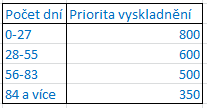 Počet dní Priorita vyskladnění
0-27 800
28-55 600
56-83 500
84 a více 350